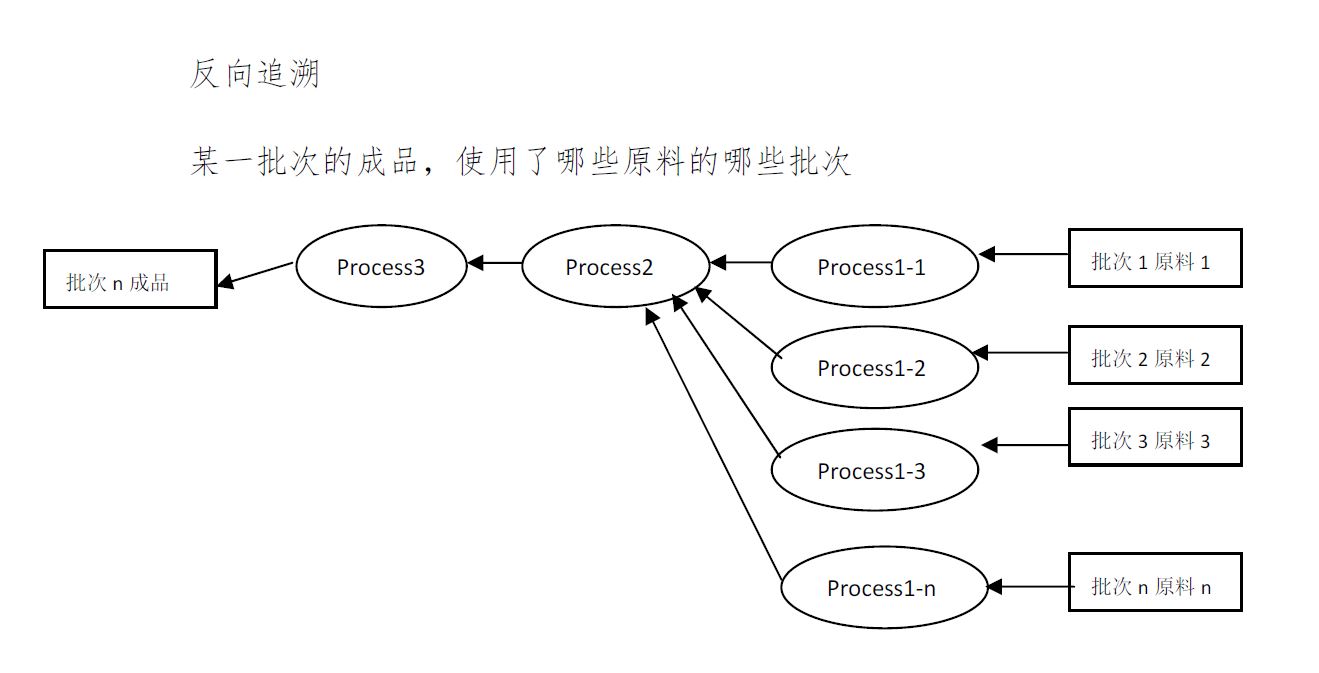 反向追溯
某一批次的成品，使用了哪些原料的哪些批次
批次 n 成品
Process3
Process2
Process1-1
批次 1 原料 1
Process1-2
批次 2 原料 2
Process1-3
批次 3 原料 3
Process1-n
批次 n 原料 n